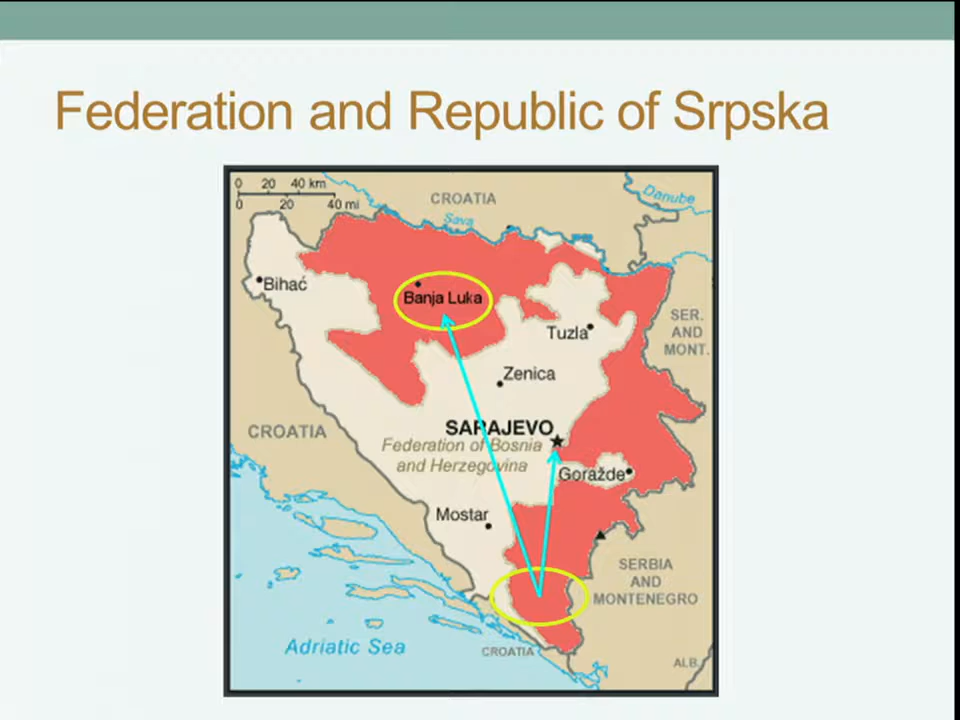 Federation and Republic of Srpska
0 20 40 km
0 20 40 mi
CROATIA
Danube
Sava
Bihać
Banja Luka
SER.
AND
MONT.
Tuzla
Zenica
SARAJEVO
CROATIA
Federation of Bosnia
and Herzegovina
Goražde
Mostar
SERBIA
AND
MONTENEGRO
Adriatic Sea
CROATIA
ALB.